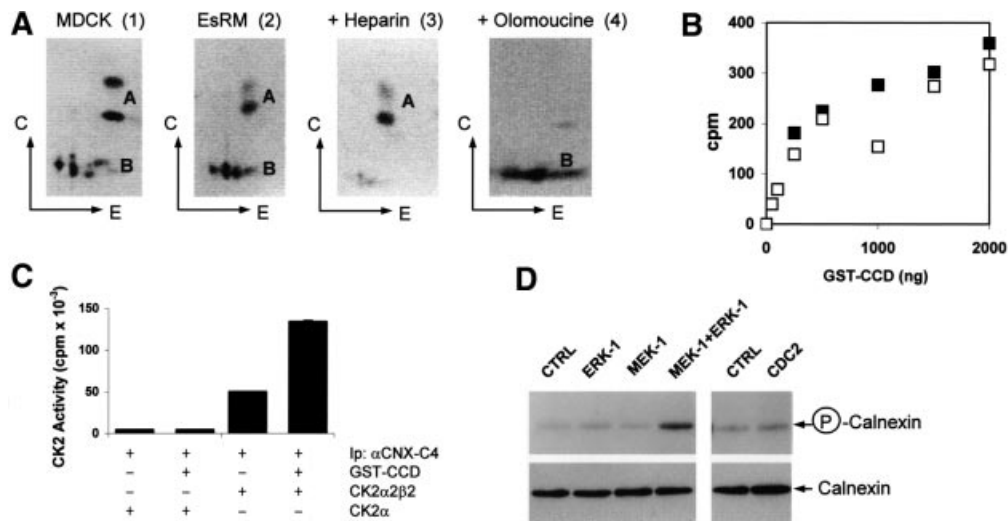 A
MDCK (1)
EsRM (2)
+ Heparin (3)
+ Olomoucine (4)
C
A
B
E
C
A
B
E
C
A
E
C
B
E
B
cpm
400
300
200
100
0
0
1000
2000
GST-CCD (ng)
C
CK2 Activity (cpm x 10⁻³)
150
100
50
0
+ + + + Ip: αCNX-C4
– + – + GST-CCD
– – + + CK2α2β2
+ + – – CK2α
D
CTRL
ERK-1
MEK-1
MEK-1+ERK-1
CTRL
CDC2
P-Calnexin
Calnexin